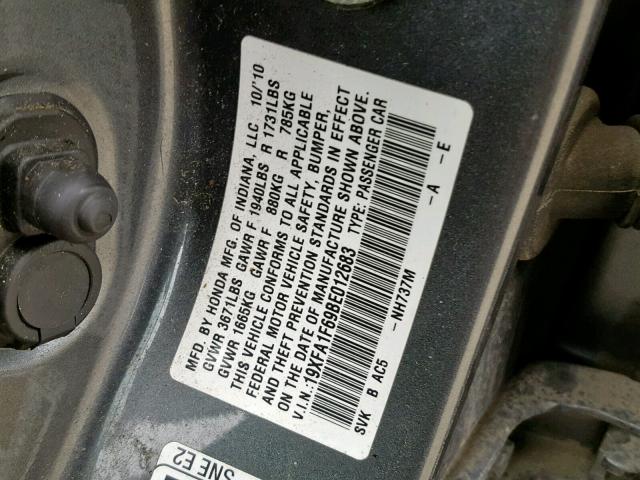 MFD. BY HONDA MFG. OF INDIANA, LLC 10/'10
GVWR 3671LBS GAWR F 1940LBS R 1731LBS
GVWR 1665KG GAWR F 880KG R 785KG
THIS VEHICLE CONFORMS TO ALL APPLICABLE
FEDERAL MOTOR VEHICLE SAFETY, BUMPER,
AND THEFT PREVENTION STANDARDS IN EFFECT
ON THE DATE OF MANUFACTURE SHOWN ABOVE.
V.I.N.:19XFA1F69BE012683 TYPE: PASSENGER CAR
SVK B AC5 -NH737M -A -E
SNE E2